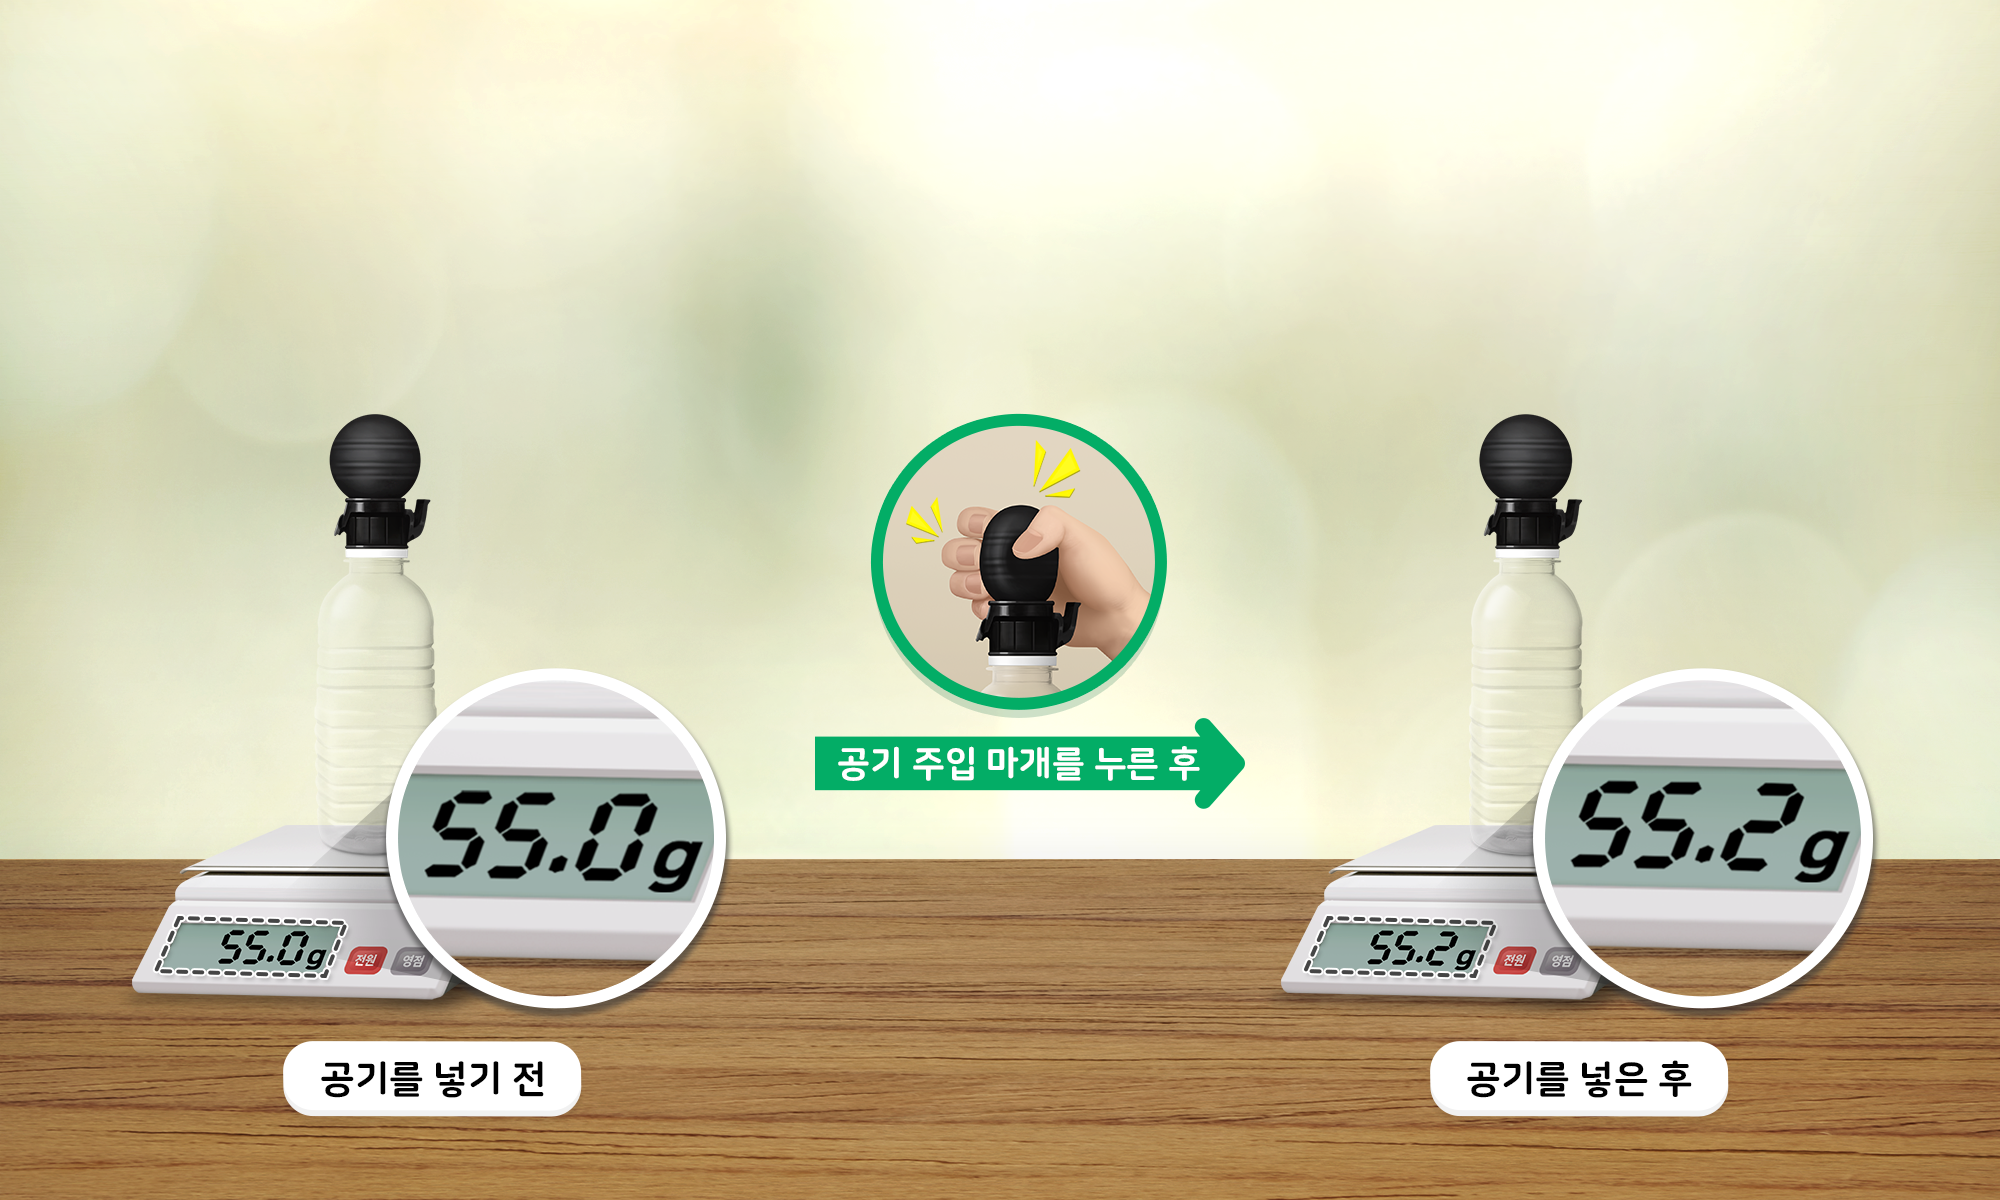 55.0g
55.0g
전원
영점
공기를 넣기 전
공기 주입 마개를 누른 후
55.2g
55.2g
전원
영점
공기를 넣은 후